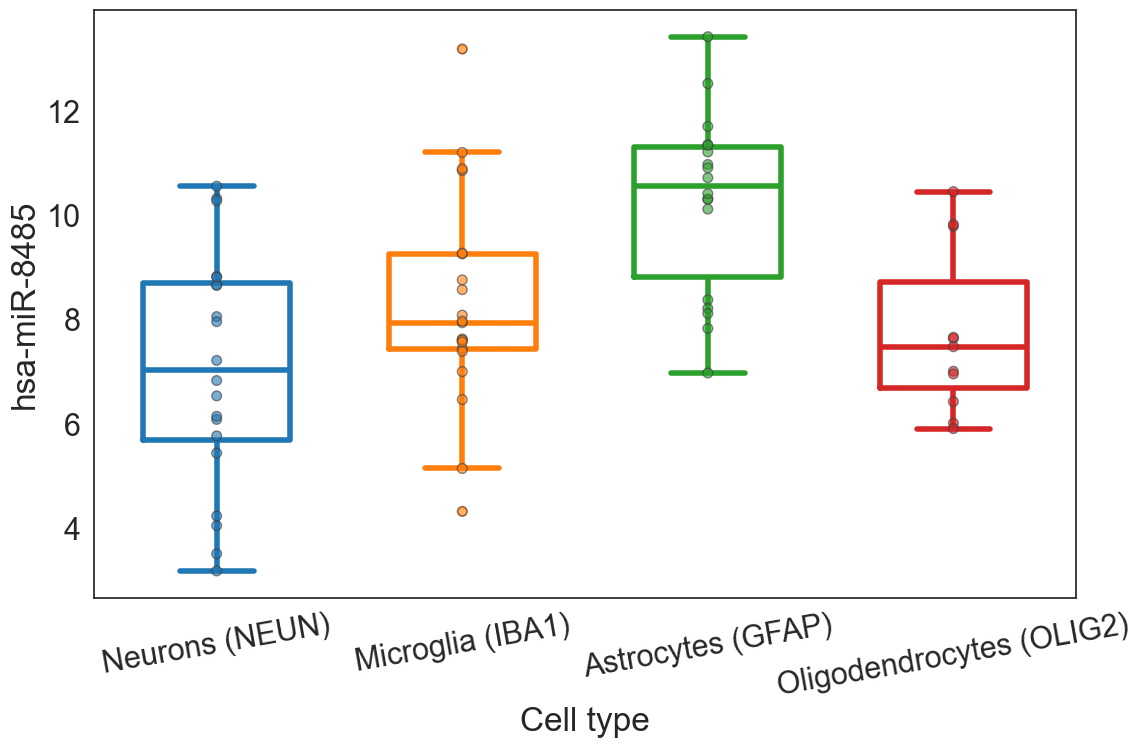 hsa-miR-8485
12
10
8
6
4
Neurons (NEUN)
Microglia (IBA1)
Astrocytes (GFAP)
Oligodendrocytes (OLIG2)
Cell type